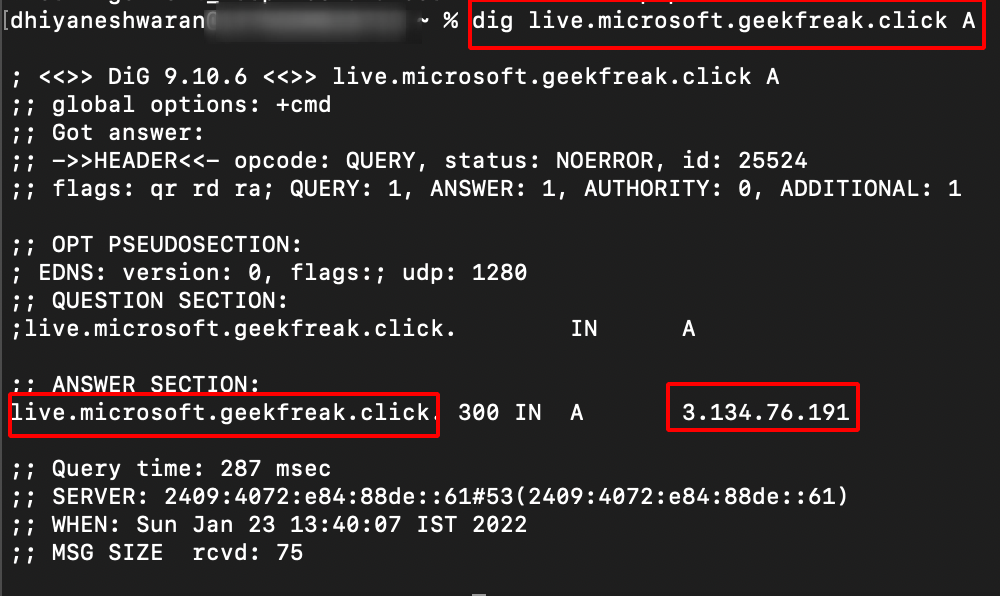 [dhiyaneshwaran@ ~ % dig live.microsoft.geekfreak.click A
; <<>> DiG 9.10.6 <<>> live.microsoft.geekfreak.click A
;; global options: +cmd
;; Got answer:
;; ->>HEADER<<- opcode: QUERY, status: NOERROR, id: 25524
;; flags: qr rd ra; QUERY: 1, ANSWER: 1, AUTHORITY: 0, ADDITIONAL: 1
;; OPT PSEUDOSECTION:
; EDNS: version: 0, flags:; udp: 1280
;; QUESTION SECTION:
;live.microsoft.geekfreak.click. IN A
;; ANSWER SECTION:
live.microsoft.geekfreak.click. 300 IN A 3.134.76.191
;; Query time: 287 msec
;; SERVER: 2409:4072:e84:88de::61#53(2409:4072:e84:88de::61)
;; WHEN: Sun Jan 23 13:40:07 IST 2022
;; MSG SIZE rcvd: 75